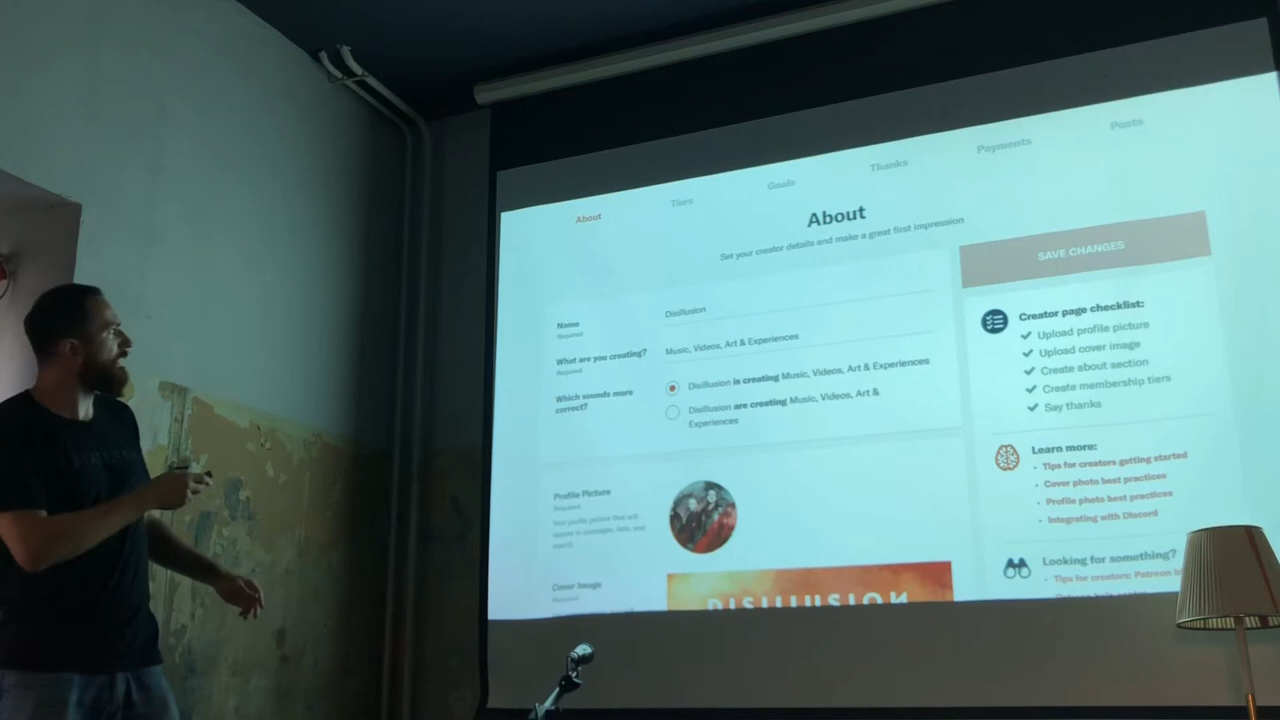 About
Tiers
Goals
Thanks
Payments
Posts
About
Set your creator details and make a great first impression
SAVE CHANGES
Name
Required
Disillusion
What are you creating?
Required
Music, Videos, Art & Experiences
Which sounds more
correct?
Disillusion is creating Music, Videos, Art & Experiences
Disillusion are creating Music, Videos, Art &
Experiences
Profile Picture
Required
Cover Image
Required
DISILLUSION
Creator page checklist:
Upload profile picture
Upload cover image
Create about section
Create membership tiers
Say thanks
Learn more:
Tips for creators getting started
Cover photo best practices
Profile photo best practices
Integrating with Discord
Looking for something?
Tips for creators: Patreon